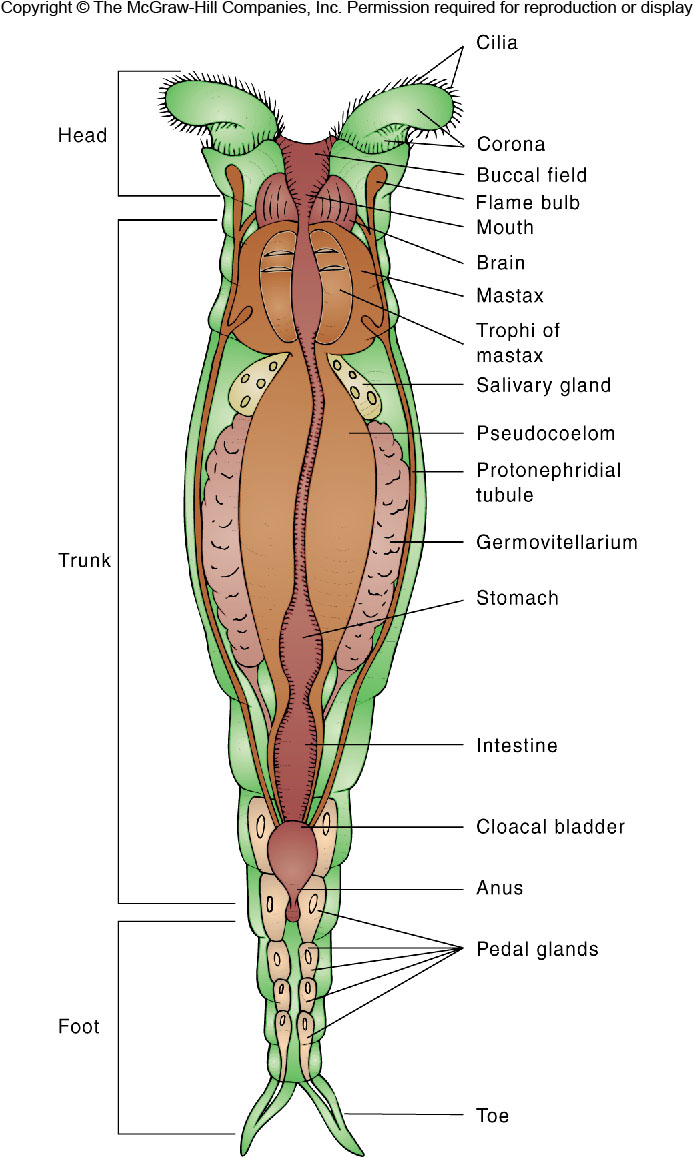 Copyright © The McGraw-Hill Companies, Inc. Permission required for reproduction or display
Cilia
Head
Corona
Buccal field
Flame bulb
Mouth
Brain
Mastax
Trophi of
mastax
Salivary gland
Pseudocoelom
Protonephridial
tubule
Germovitellarium
Trunk
Stomach
Intestine
Cloacal bladder
Anus
Pedal glands
Foot
Toe